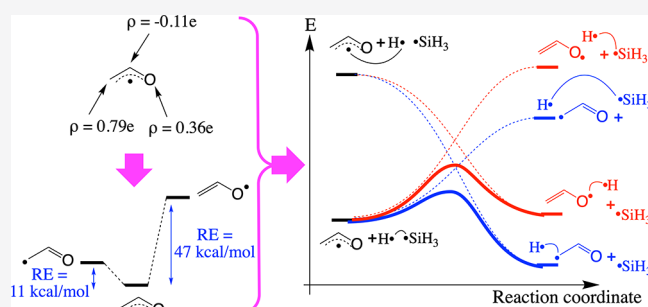 ρ = -0.11e
O
ρ = 0.79e ρ = 0.36e
O
O
RE =
47 kcal/mol
RE =
11 kcal/mol
O
E
O + H• •SiH3
H•
O• + •SiH3
H• O +
•SiH3
O• •H
+ •SiH3
O + H• •SiH3
H• O
+ •SiH3
Reaction coordinate